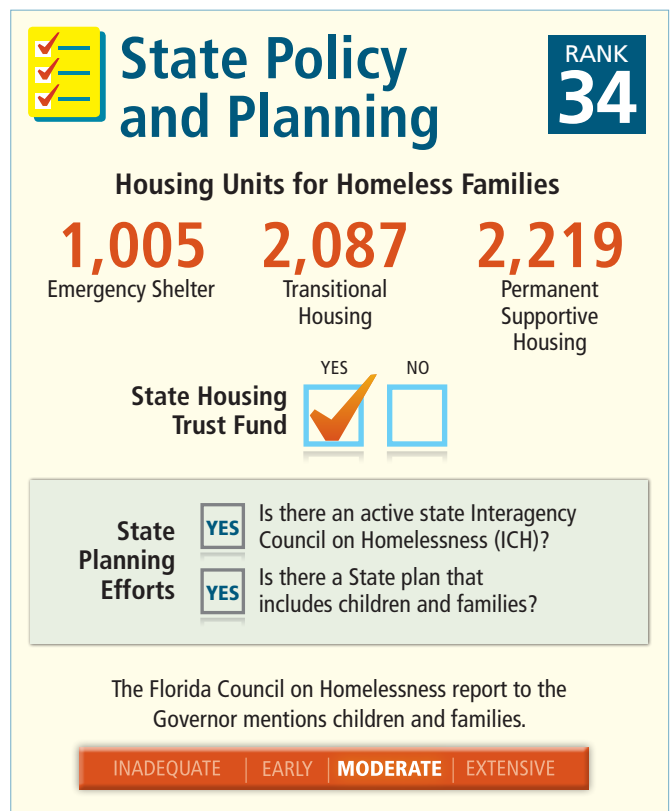 State Policy
and Planning
RANK
34
Housing Units for Homeless Families
1,005
Emergency Shelter
2,087
Transitional
Housing
2,219
Permanent
Supportive
Housing
State Housing
Trust Fund
YES
NO
State
Planning
Efforts
YES
Is there an active state Interagency
Council on Homelessness (ICH)?
YES
Is there a State plan that
includes children and families?
The Florida Council on Homelessness report to the
Governor mentions children and families.
INADEQUATE | EARLY | MODERATE | EXTENSIVE